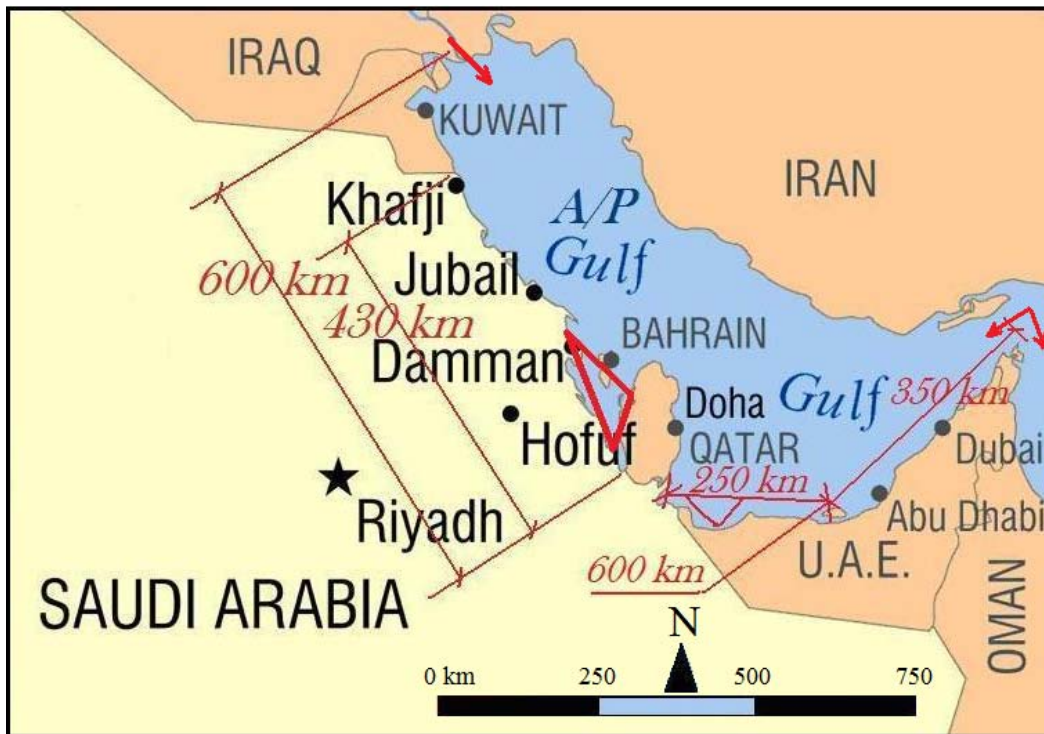 IRAQ
KUWAIT
IRAN
Khafji
A/P
Gulf
600 km
Jubail
430 km
BAHRAIN
Damman
Doha
Gulf
350 km
Hofuf
QATAR
Dubai
250 km
Riyadh
Abu Dhabi
U.A.E.
600 km
SAUDI ARABIA
OMAN
N
0 km 250 500 750